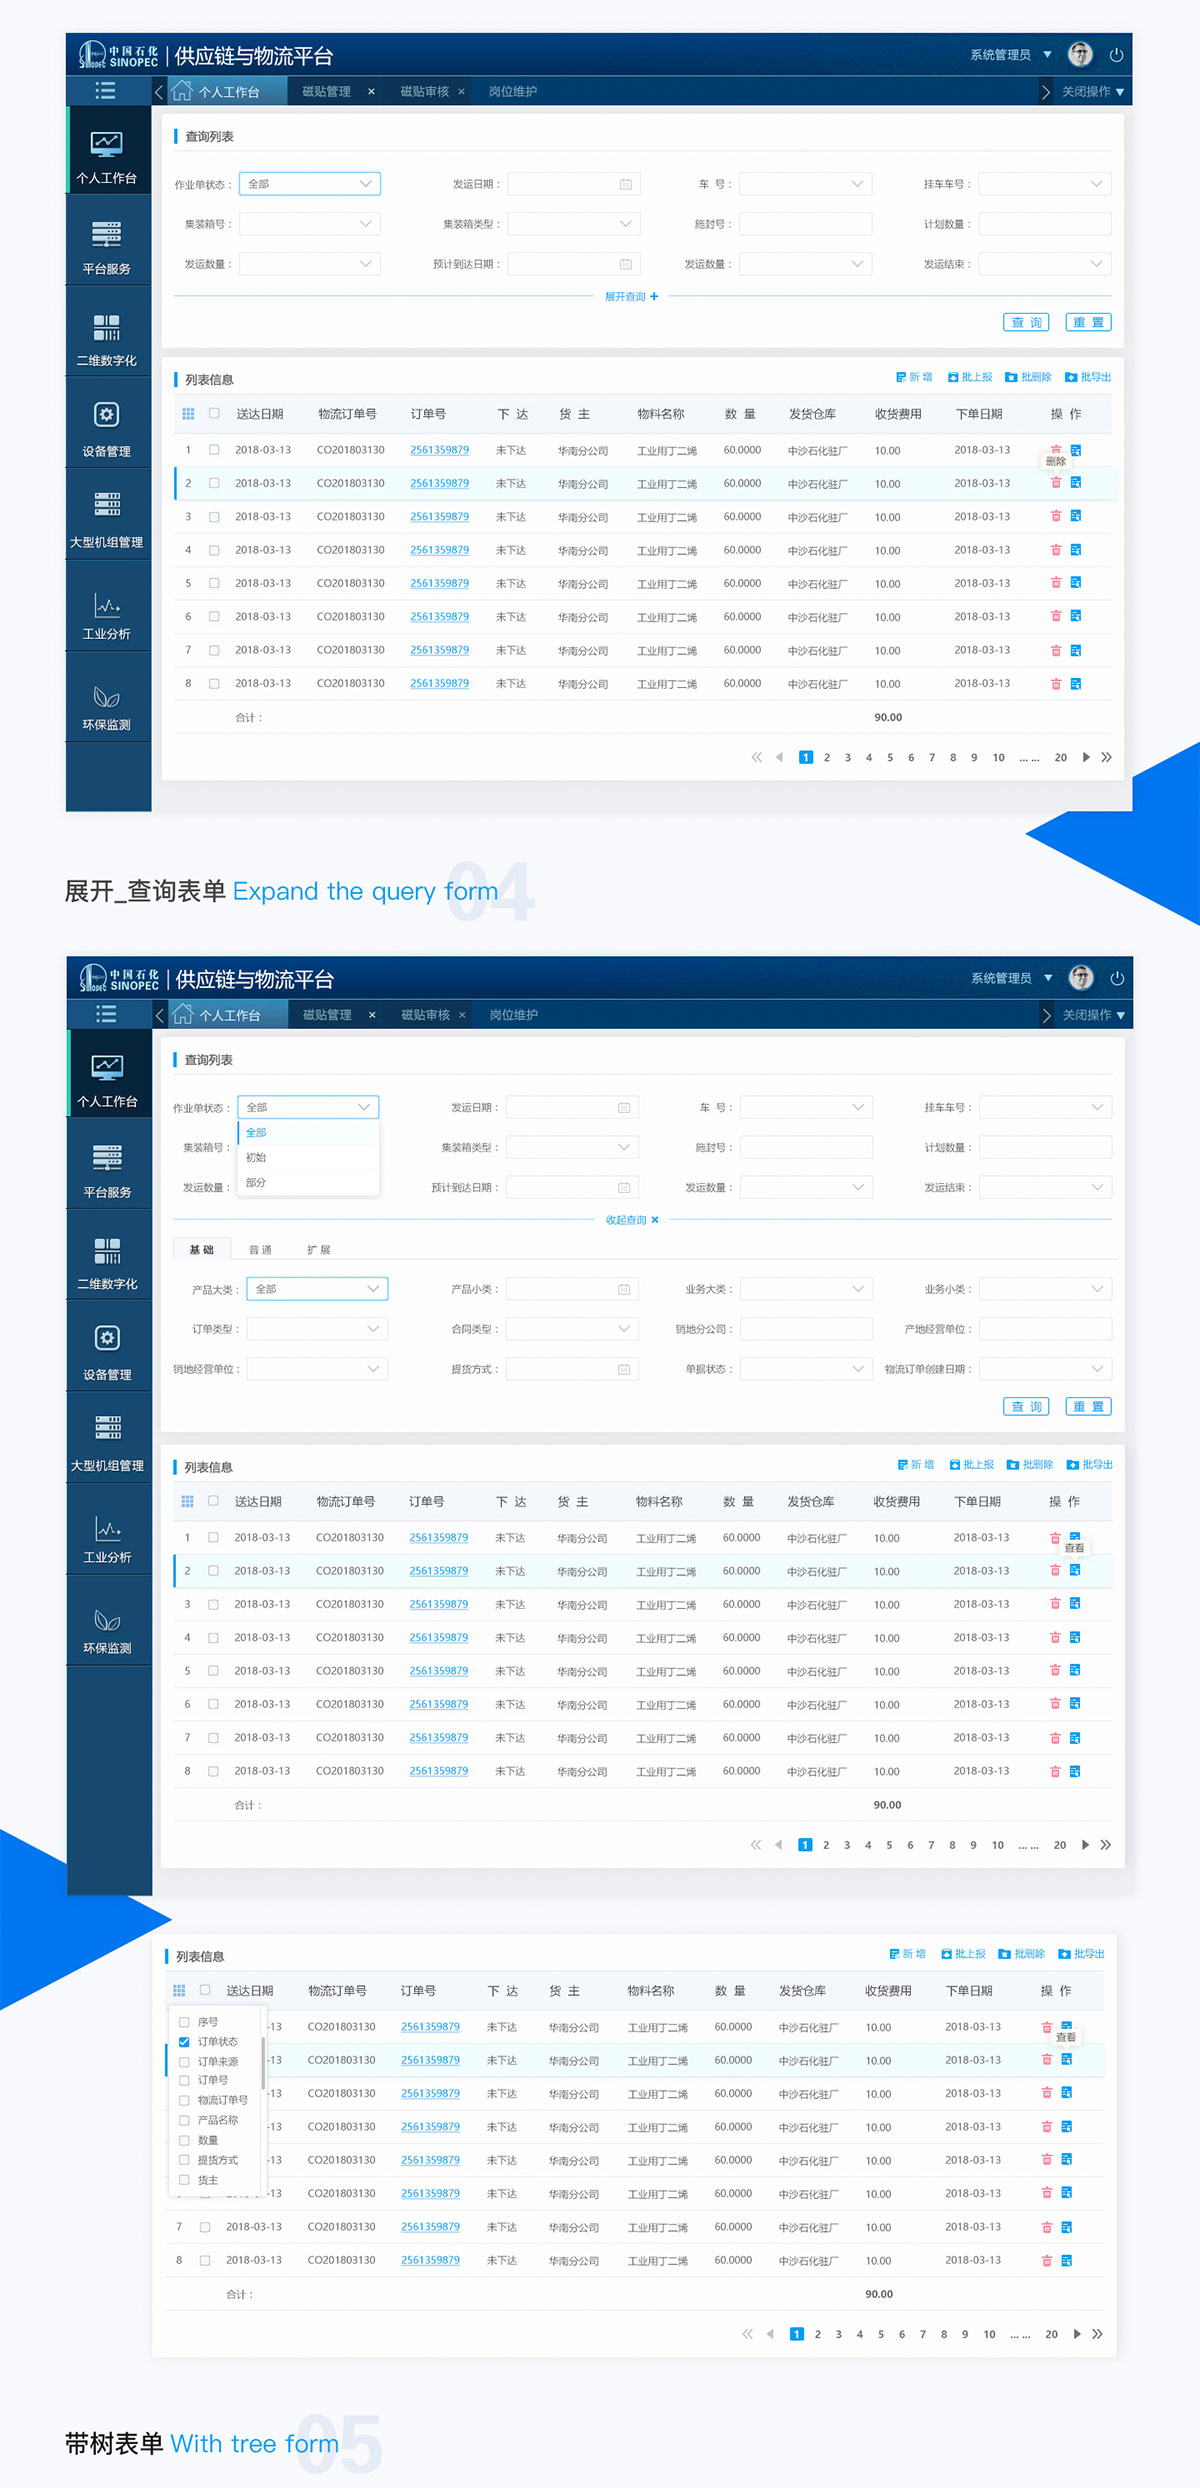 中国石化 SINOPEC 供应链与物流平台 系统管理员
个人工作台 磁贴管理 × 磁贴审核 × 岗位维护 关闭操作
个人工作台
平台服务
二维数字化
设备管理
大型机组管理
工业分析
环保监测
查询列表
作业单状态： 全部 发运日期： 车 号： 挂车车号：
集装箱号： 集装箱类型： 施封号： 计划数量：
发运数量： 预计到达日期： 发运数量： 发运结束：
展开查询 +
查 询 重 置
列表信息 新 增 批上报 批删除 批导出
送达日期 物流订单号 订单号 下 达 货 主 物料名称 数 量 发货仓库 收货费用 下单日期 操 作
1 2018-03-13 CO201803130 2561359879 未下达 华南分公司 工业用丁二烯 60.0000 中沙石化驻厂 10.00 2018-03-13
删除
2 2018-03-13 CO201803130 2561359879 未下达 华南分公司 工业用丁二烯 60.0000 中沙石化驻厂 10.00 2018-03-13
3 2018-03-13 CO201803130 2561359879 未下达 华南分公司 工业用丁二烯 60.0000 中沙石化驻厂 10.00 2018-03-13
4 2018-03-13 CO201803130 2561359879 未下达 华南分公司 工业用丁二烯 60.0000 中沙石化驻厂 10.00 2018-03-13
5 2018-03-13 CO201803130 2561359879 未下达 华南分公司 工业用丁二烯 60.0000 中沙石化驻厂 10.00 2018-03-13
6 2018-03-13 CO201803130 2561359879 未下达 华南分公司 工业用丁二烯 60.0000 中沙石化驻厂 10.00 2018-03-13
7 2018-03-13 CO201803130 2561359879 未下达 华南分公司 工业用丁二烯 60.0000 中沙石化驻厂 10.00 2018-03-13
8 2018-03-13 CO201803130 2561359879 未下达 华南分公司 工业用丁二烯 60.0000 中沙石化驻厂 10.00 2018-03-13
合计： 90.00
1 2 3 4 5 6 7 8 9 10 ... ... 20
展开_查询表单 Expand the query form 04
中国石化 SINOPEC 供应链与物流平台 系统管理员
个人工作台 磁贴管理 × 磁贴审核 × 岗位维护 关闭操作
个人工作台
平台服务
二维数字化
设备管理
大型机组管理
工业分析
环保监测
查询列表
作业单状态： 全部 发运日期： 车 号： 挂车车号：
全部
初始
部分
集装箱号： 集装箱类型： 施封号： 计划数量：
发运数量： 预计到达日期： 发运数量： 发运结束：
收起查询 ×
基 础 普 通 扩 展
产品大类： 全部 产品小类： 业务大类： 业务小类：
订单类型： 合同类型： 销地分公司： 产地经营单位：
销地经营单位： 提货方式： 单据状态： 物流订单创建日期：
查 询 重 置
列表信息 新 增 批上报 批删除 批导出
送达日期 物流订单号 订单号 下 达 货 主 物料名称 数 量 发货仓库 收货费用 下单日期 操 作
1 2018-03-13 CO201803130 2561359879 未下达 华南分公司 工业用丁二烯 60.0000 中沙石化驻厂 10.00 2018-03-13
查看
2 2018-03-13 CO201803130 2561359879 未下达 华南分公司 工业用丁二烯 60.0000 中沙石化驻厂 10.00 2018-03-13
3 2018-03-13 CO201803130 2561359879 未下达 华南分公司 工业用丁二烯 60.0000 中沙石化驻厂 10.00 2018-03-13
4 2018-03-13 CO201803130 2561359879 未下达 华南分公司 工业用丁二烯 60.0000 中沙石化驻厂 10.00 2018-03-13
5 2018-03-13 CO201803130 2561359879 未下达 华南分公司 工业用丁二烯 60.0000 中沙石化驻厂 10.00 2018-03-13
6 2018-03-13 CO201803130 2561359879 未下达 华南分公司 工业用丁二烯 60.0000 中沙石化驻厂 10.00 2018-03-13
7 2018-03-13 CO201803130 2561359879 未下达 华南分公司 工业用丁二烯 60.0000 中沙石化驻厂 10.00 2018-03-13
8 2018-03-13 CO201803130 2561359879 未下达 华南分公司 工业用丁二烯 60.0000 中沙石化驻厂 10.00 2018-03-13
合计： 90.00
1 2 3 4 5 6 7 8 9 10 ... ... 20
列表信息 新 增 批上报 批删除 批导出
送达日期 物流订单号 订单号 下 达 货 主 物料名称 数 量 发货仓库 收货费用 下单日期 操 作
序号
订单状态
订单来源
订单号
物流订单号
产品名称
数量
提货方式
货主
-13 CO201803130 2561359879 未下达 华南分公司 工业用丁二烯 60.0000 中沙石化驻厂 10.00 2018-03-13
查看
-13 CO201803130 2561359879 未下达 华南分公司 工业用丁二烯 60.0000 中沙石化驻厂 10.00 2018-03-13
-13 CO201803130 2561359879 未下达 华南分公司 工业用丁二烯 60.0000 中沙石化驻厂 10.00 2018-03-13
-13 CO201803130 2561359879 未下达 华南分公司 工业用丁二烯 60.0000 中沙石化驻厂 10.00 2018-03-13
-13 CO201803130 2561359879 未下达 华南分公司 工业用丁二烯 60.0000 中沙石化驻厂 10.00 2018-03-13
-13 CO201803130 2561359879 未下达 华南分公司 工业用丁二烯 60.0000 中沙石化驻厂 10.00 2018-03-13
7 2018-03-13 CO201803130 2561359879 未下达 华南分公司 工业用丁二烯 60.0000 中沙石化驻厂 10.00 2018-03-13
8 2018-03-13 CO201803130 2561359879 未下达 华南分公司 工业用丁二烯 60.0000 中沙石化驻厂 10.00 2018-03-13
合计： 90.00
1 2 3 4 5 6 7 8 9 10 ... ... 20
带树表单 With tree form 05